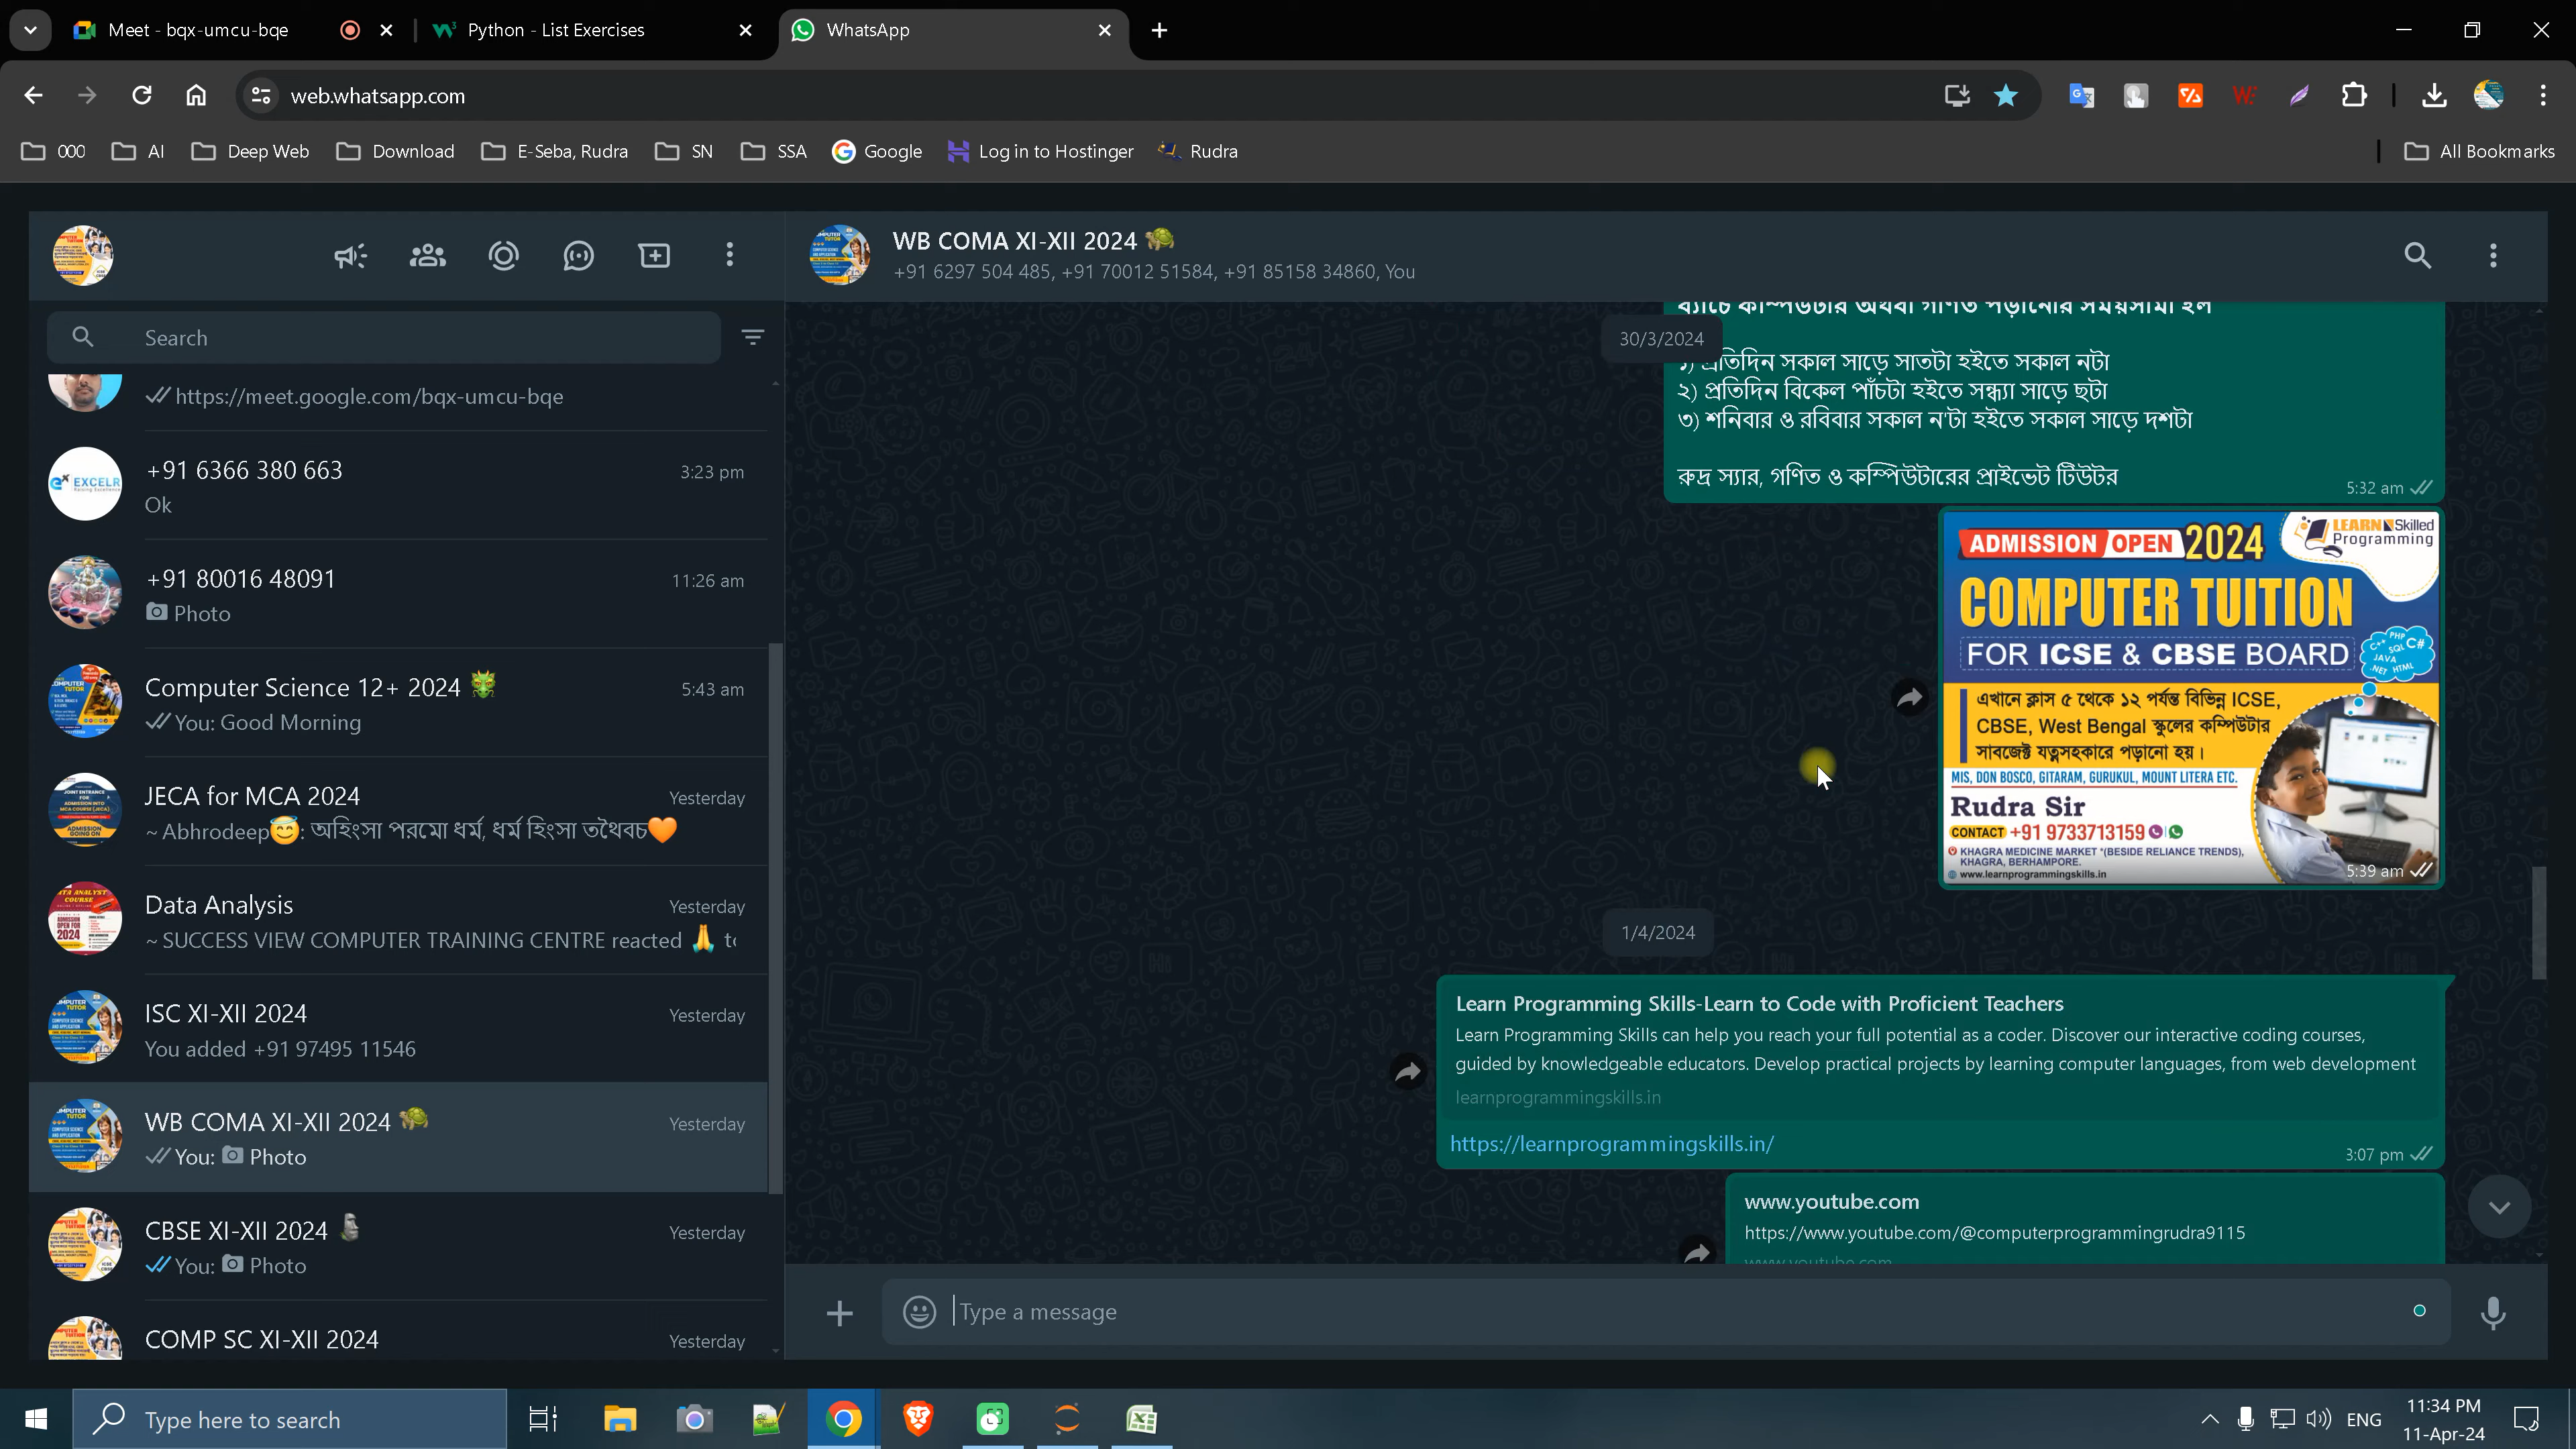 Meet - bqx-umcu-bqe
Python - List Exercises
WhatsApp
web.whatsapp.com
000
AI
Deep Web
Download
E-Seba, Rudra
SN
SSA
Google
Log in to Hostinger
Rudra
All Bookmarks
Search
https://meet.google.com/bqx-umcu-bqe
+91 6366 380 663
3:23 pm
Ok
+91 80016 48091
11:26 am
Photo
Computer Science 12+ 2024
5:43 am
You: Good Morning
JECA for MCA 2024
Yesterday
~ Abhrodeep😇: অহিংসা পরমো ধর্ম, ধর্ম হিংসা তথৈবচ🧡
Data Analysis
Yesterday
~ SUCCESS VIEW COMPUTER TRAINING CENTRE reacted 🙏 to
ISC XI-XII 2024
Yesterday
You added +91 97495 11546
WB COMA XI-XII 2024 🐢
Yesterday
You: Photo
CBSE XI-XII 2024 🗿
Yesterday
You: Photo
COMP SC XI-XII 2024
Yesterday
WB COMA XI-XII 2024 🐢
+91 6297 504 485, +91 70012 51584, +91 85158 34860, You
ব্যাচে কম্পিউটার অথবা গণিত পড়ানোর সময়সীমা হল
30/3/2024
১) প্রতিদিন সকাল সাড়ে সাতটা হইতে সকাল নটা
২) প্রতিদিন বিকেল পাঁচটা হইতে সন্ধ্যা সাড়ে ছটা
৩) শনিবার ও রবিবার সকাল ন'টা হইতে সকাল সাড়ে দশটা
রুদ্র স্যার, গণিত ও কম্পিউটারের প্রাইভেট টিউটর
5:32 am
ADMISSION OPEN 2024
LEARN Skilled
Programming
COMPUTER TUITION
FOR ICSE & CBSE BOARD
PHP
C++ SQL C#
JAVA
.NET HTML
এখানে ক্লাস ৫ থেকে ১২ পর্যন্ত বিভিন্ন ICSE,
CBSE, West Bengal স্কুলের কম্পিউটার
সাবজেক্ট যত্নসহকারে পড়ানো হয়।
MIS, DON BOSCO, GITARAM, GURUKUL, MOUNT LITERA ETC.
Rudra Sir
CONTACT +91 9733713159
KHAGRA MEDICINE MARKET *(BESIDE RELIANCE TRENDS),
KHAGRA, BERHAMPORE.
www.learnprogrammingskills.in
5:39 am
1/4/2024
Learn Programming Skills-Learn to Code with Proficient Teachers
Learn Programming Skills can help you reach your full potential as a coder. Discover our interactive coding courses,
guided by knowledgeable educators. Develop practical projects by learning computer languages, from web development
learnprogrammingskills.in
https://learnprogrammingskills.in/
3:07 pm
www.youtube.com
https://www.youtube.com/@computerprogrammingrudra9115
www.youtube.com
Type a message
Type here to search
ENG
11:34 PM
11-Apr-24